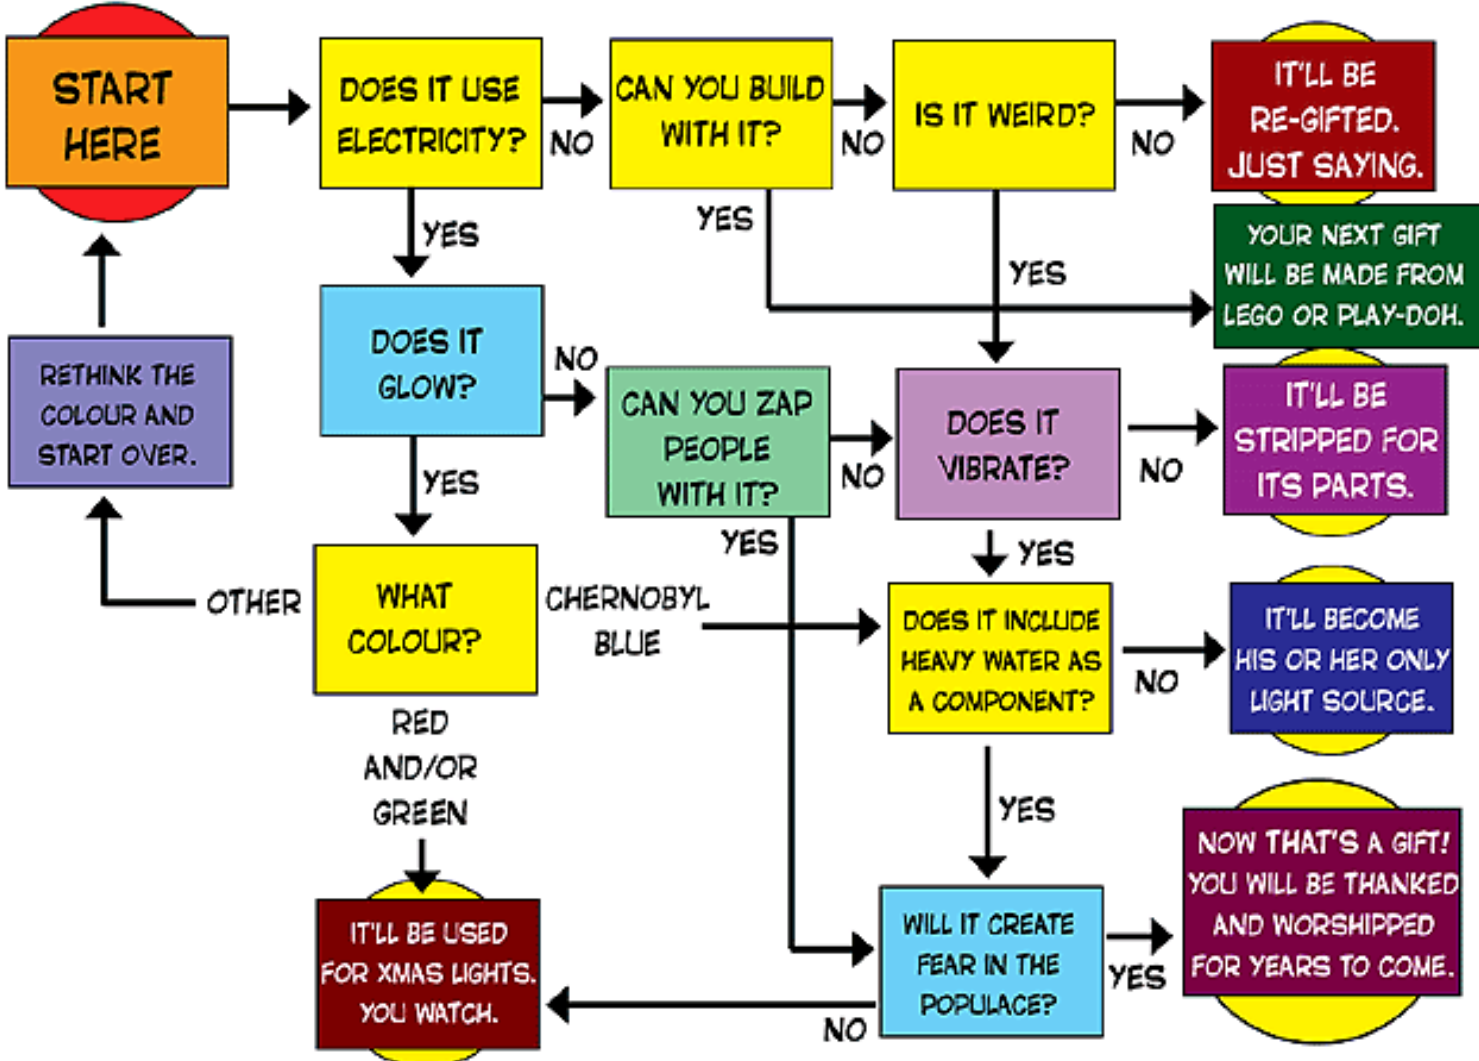 START
HERE
DOES IT USE
ELECTRICITY?
NO
CAN YOU BUILD
WITH IT?
NO
IS IT WEIRD?
NO
IT'LL BE
RE-GIFTED.
JUST SAYING.
YES
YES
YES
YOUR NEXT GIFT
WILL BE MADE FROM
LEGO OR PLAY-DOH.
RETHINK THE
COLOUR AND
START OVER.
DOES IT
GLOW?
NO
CAN YOU ZAP
PEOPLE
WITH IT?
NO
DOES IT
VIBRATE?
NO
IT'LL BE
STRIPPED FOR
ITS PARTS.
YES
YES
YES
OTHER
WHAT
COLOUR?
CHERNOBYL
BLUE
DOES IT INCLUDE
HEAVY WATER AS
A COMPONENT?
NO
IT'LL BECOME
HIS OR HER ONLY
LIGHT SOURCE.
RED
AND/OR
GREEN
YES
IT'LL BE USED
FOR XMAS LIGHTS.
YOU WATCH.
NO
WILL IT CREATE
FEAR IN THE
POPULACE?
YES
NOW THAT'S A GIFT!
YOU WILL BE THANKED
AND WORSHIPPED
FOR YEARS TO COME.